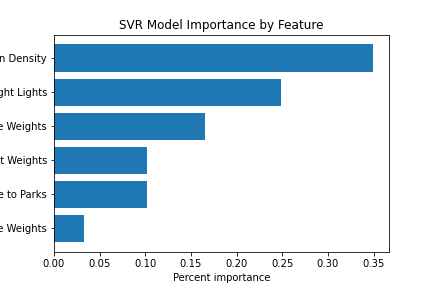 SVR Model Importance by Feature
n Density
ght Lights
e Weights
t Weights
e to Parks
e Weights
0.00 0.05 0.10 0.15 0.20 0.25 0.30 0.35
Percent importance